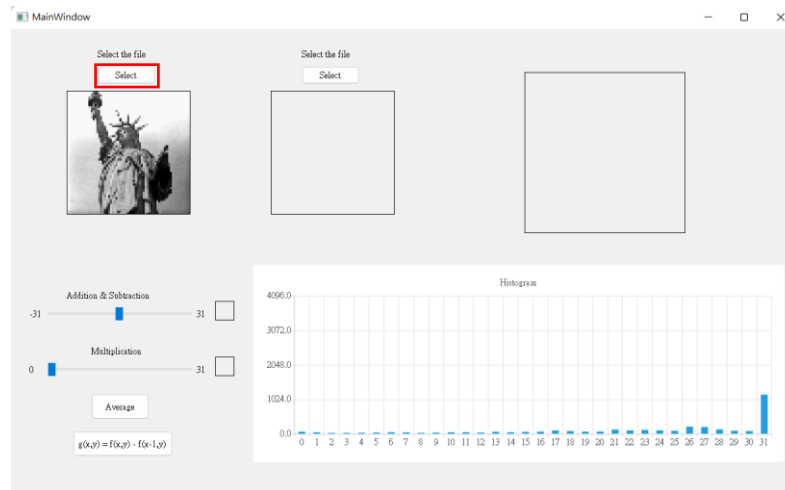 MainWindow
Select the file
Select
Select the file
Select
Addition & Subtraction
-31 31
Multiplication
0 31
Average
g(x,y) = f(x,y) - f(x-1,y)
Histogram
4096.0
3072.0
2048.0
1024.0
0.0
0 1 2 3 4 5 6 7 8 9 10 11 12 13 14 15 16 17 18 19 20 21 22 23 24 25 26 27 28 29 30 31